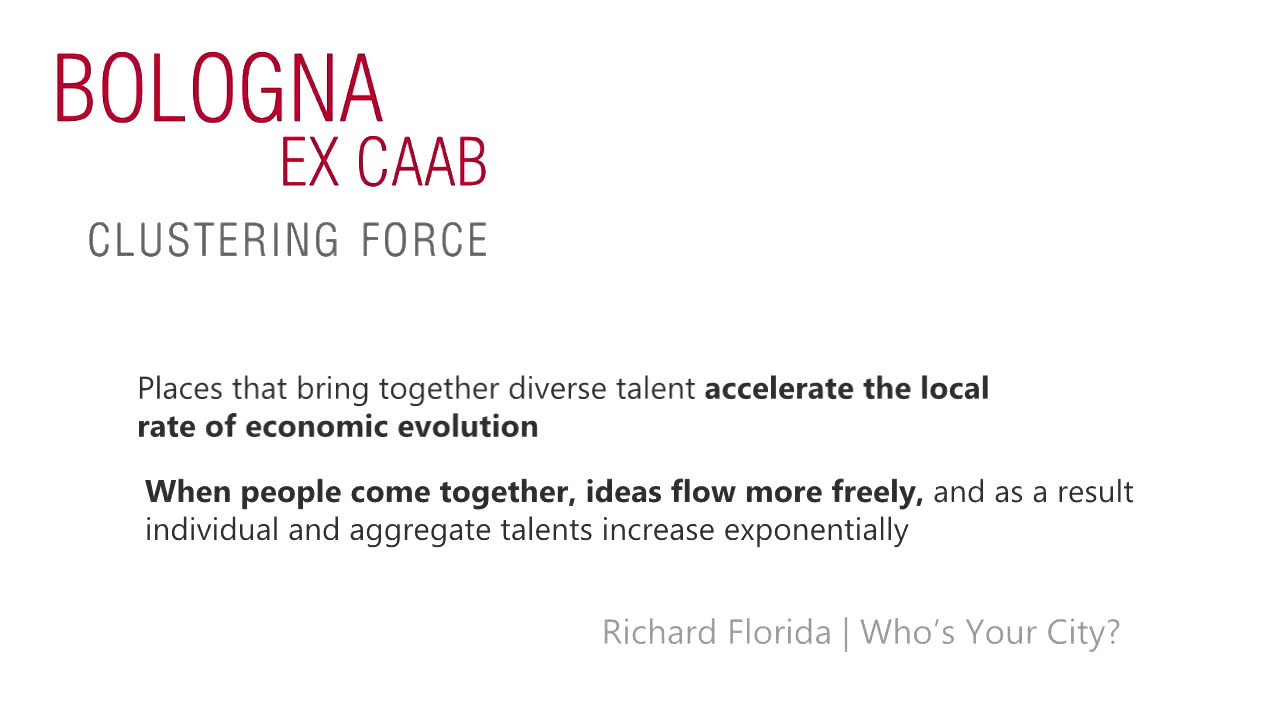 BOLOGNA
EX CAAB
CLUSTERING FORCE
Places that bring together diverse talent accelerate the local
rate of economic evolution
When people come together, ideas flow more freely, and as a result
individual and aggregate talents increase exponentially
Richard Florida | Who's Your City?